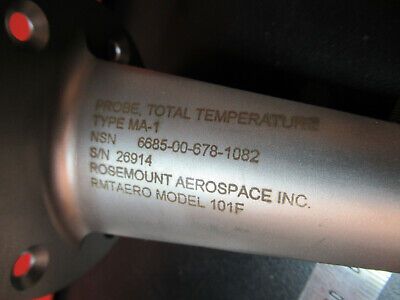 PROBE, TOTAL TEMPERATURE
TYPE MA-1
NSN 6685-00-678-1082
S/N 26914
ROSEMOUNT AEROSPACE INC.
RMTAERO MODEL 101F